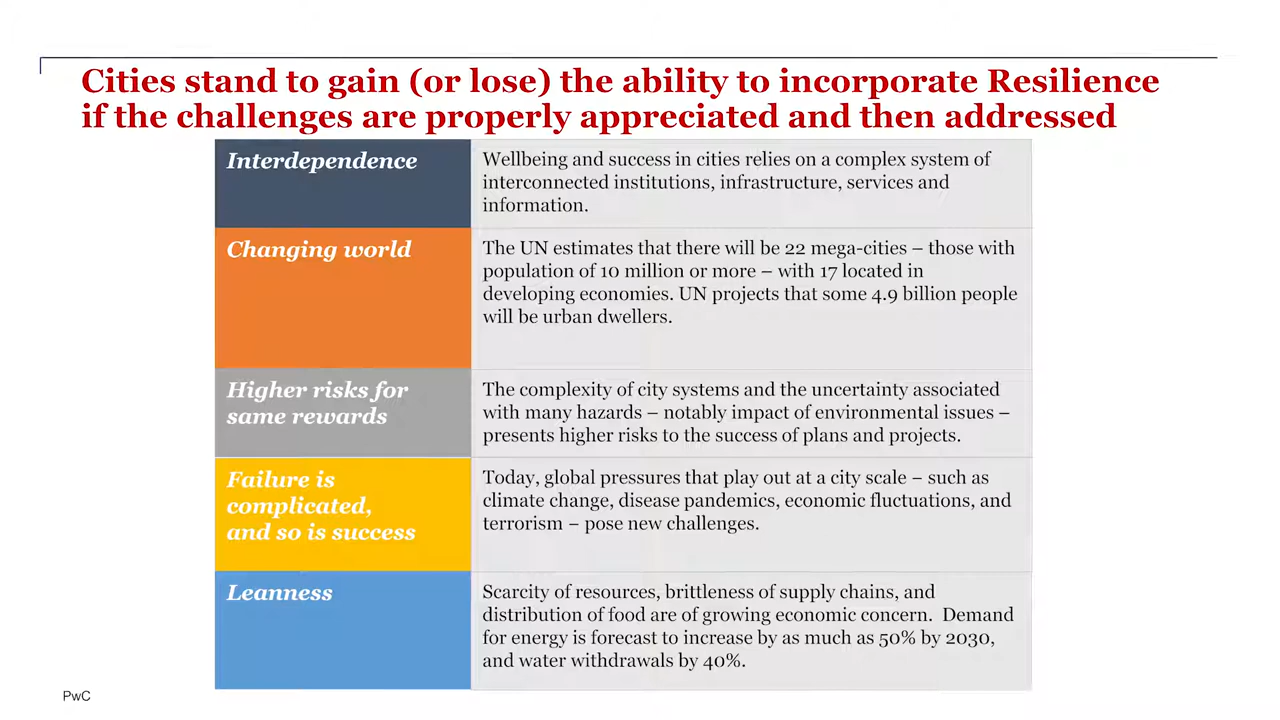 Cities stand to gain (or lose) the ability to incorporate Resilience
if the challenges are properly appreciated and then addressed
Interdependence
Wellbeing and success in cities relies on a complex system of
interconnected institutions, infrastructure, services and
information.
Changing world
The UN estimates that there will be 22 mega-cities – those with
population of 10 million or more – with 17 located in
developing economies. UN projects that some 4.9 billion people
will be urban dwellers.
Higher risks for
same rewards
The complexity of city systems and the uncertainty associated
with many hazards – notably impact of environmental issues –
presents higher risks to the success of plans and projects.
Failure is
complicated,
and so is success
Today, global pressures that play out at a city scale – such as
climate change, disease pandemics, economic fluctuations, and
terrorism – pose new challenges.
Leanness
Scarcity of resources, brittleness of supply chains, and
distribution of food are of growing economic concern.  Demand
for energy is forecast to increase by as much as 50% by 2030,
and water withdrawals by 40%.
PwC